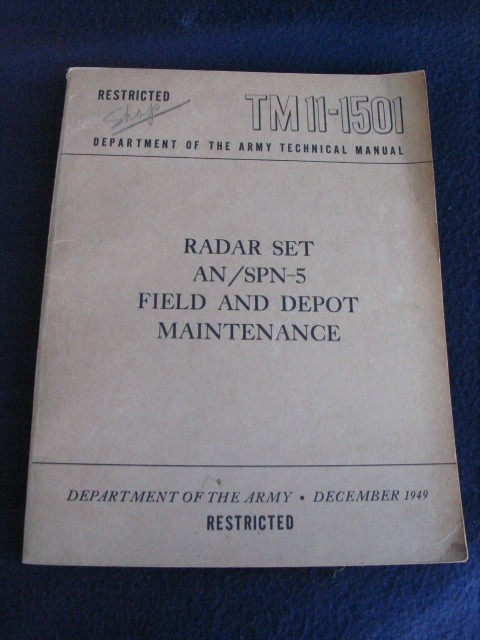 RESTRICTED
Shop
TM 11-1501
DEPARTMENT OF THE ARMY TECHNICAL MANUAL
RADAR SET
AN/SPN-5
FIELD AND DEPOT
MAINTENANCE
DEPARTMENT OF THE ARMY • DECEMBER 1949
RESTRICTED